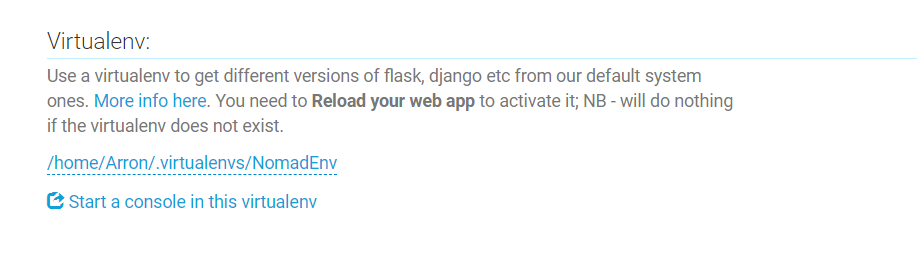 Virtualenv:
Use a virtualenv to get different versions of flask, django etc from our default system
ones. More info here. You need to Reload your web app to activate it; NB - will do nothing
if the virtualenv does not exist.
/home/Arron/.virtualenvs/NomadEnv
Start a console in this virtualenv